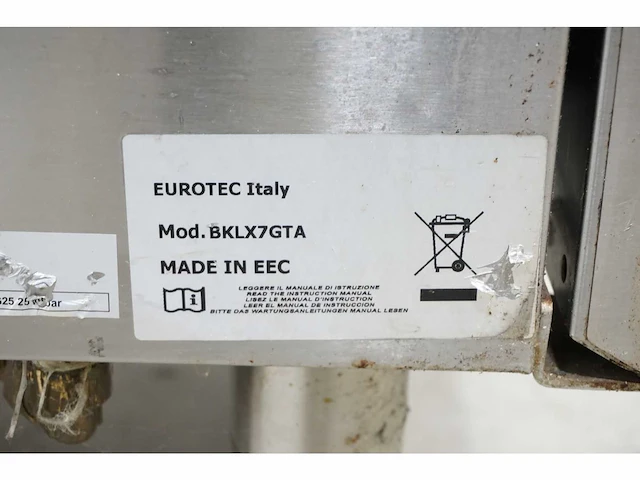 EUROTEC Italy
Mod. BKLX7GTA
MADE IN EEC
LEGGERE IL MANUALE DI ISTRUZIONE
READ THE INSTRUCTION MANUAL
LISEZ LE MANUAL D'INSTRUCTION
LEER EL MANUAL DE INSTRUCCION
BITTE DAS WARTUNGSANLEITUNGEN MANUAL LESEN
i